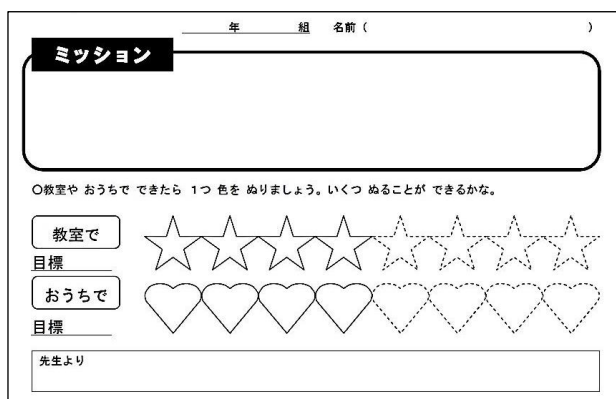 年 組 名前（ ）
ミッション
○教室や おうちで できたら 1つ 色を ぬりましょう。いくつ ぬることが できるかな。
教室で
目標
おうちで
目標
先生より